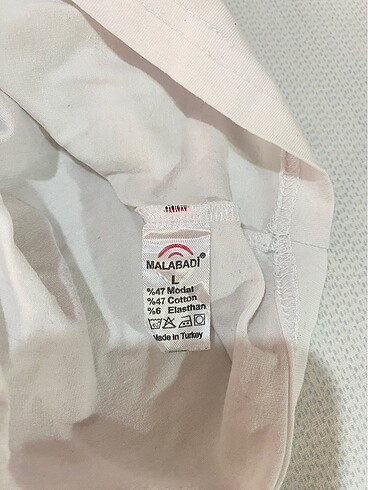 MALABADİ®
L
%47 Modal
%47 Cotton
%6 Elasthan
Made in Turkey